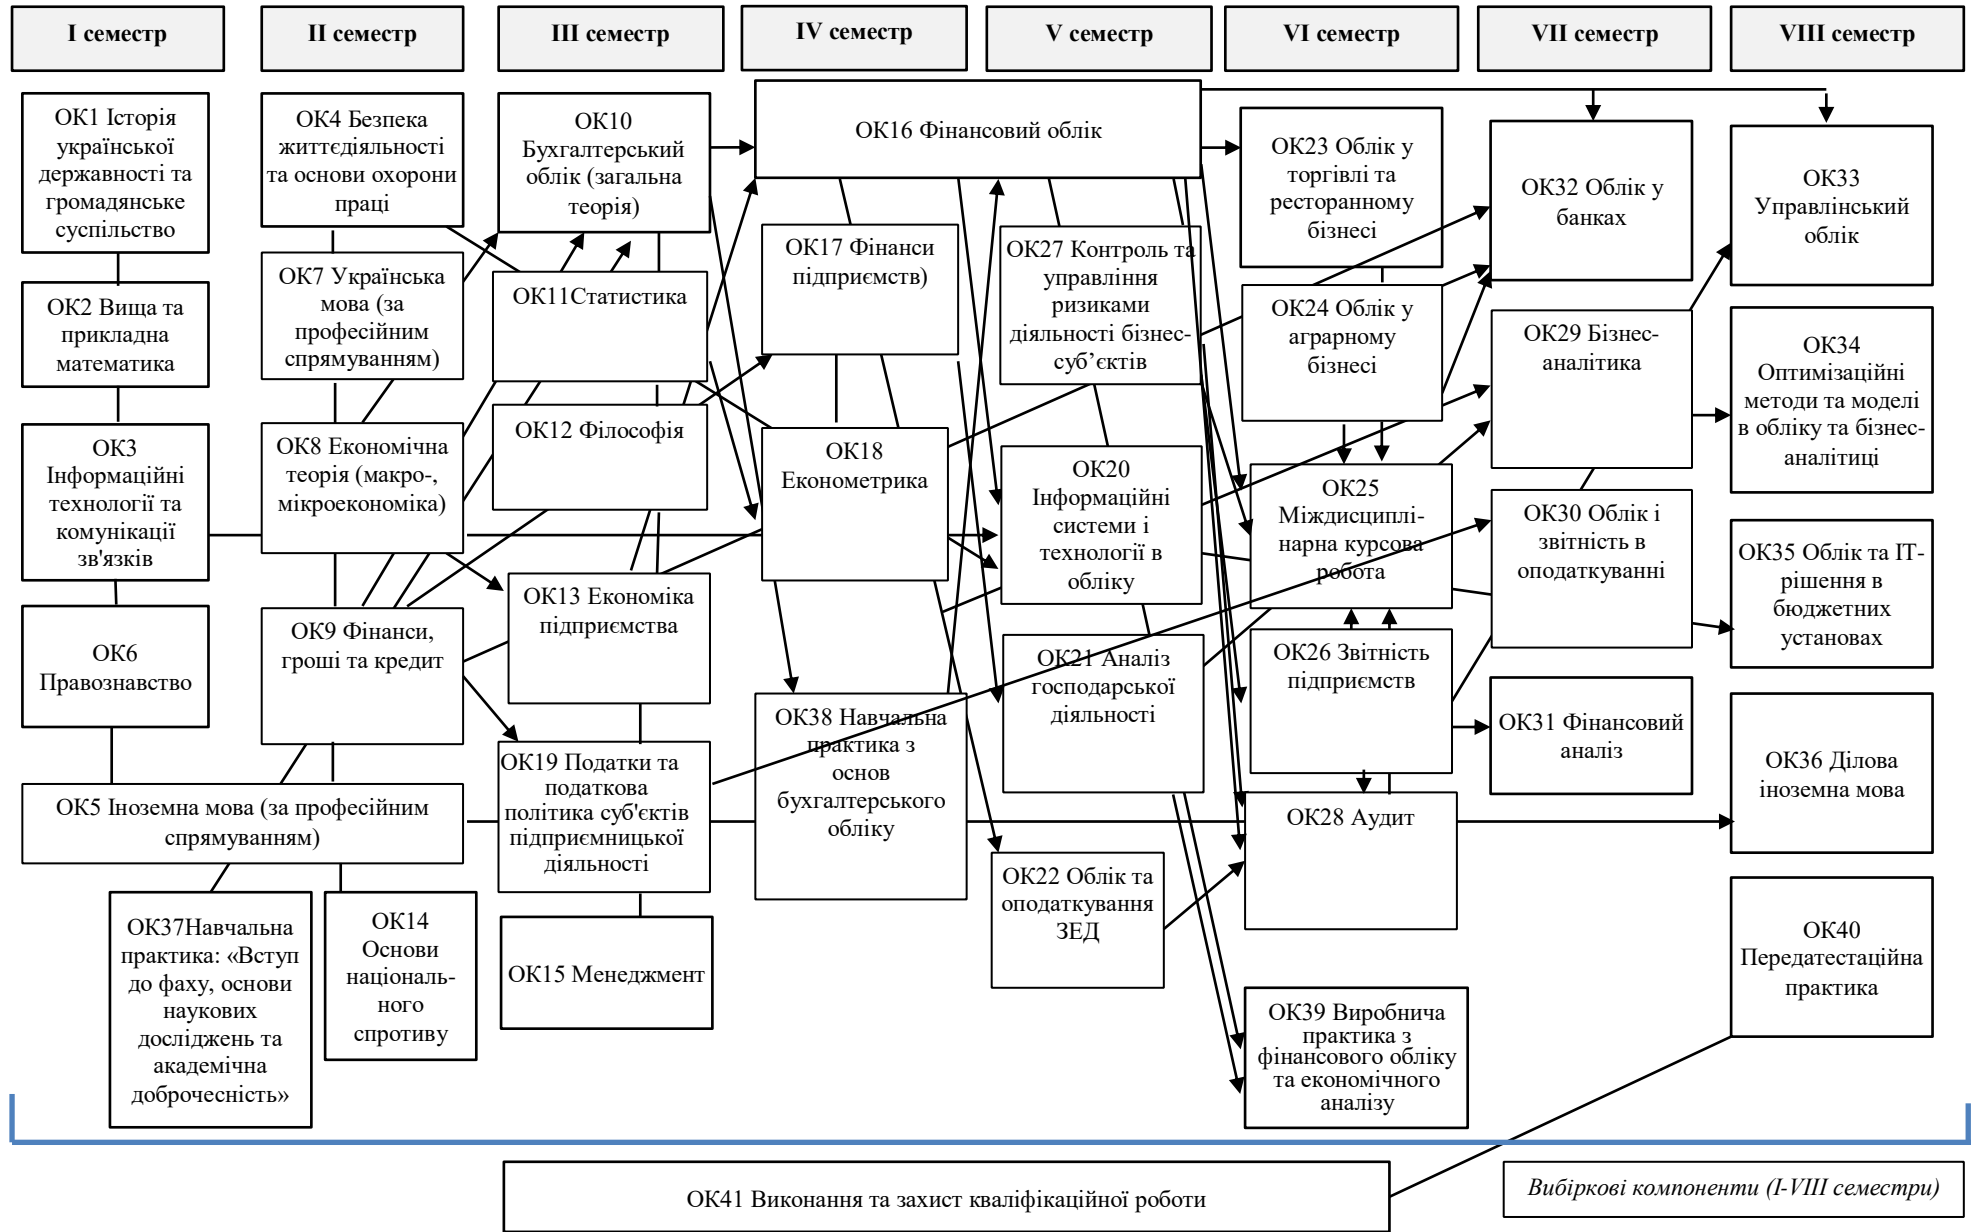 I семестр
II семестр
III семестр
IV семестр
V семестр
VI семестр
VII семестр
VIII семестр
ОК1 Історія
української
державності та
громадянське
суспільство
ОК2 Вища та
прикладна
математика
ОК3
Інформаційні
технології та
комунікації
зв'язків
ОК6
Правознавство
ОК5 Іноземна мова (за професійним
спрямуванням)
ОК37Навчальна
практика: «Вступ
до фаху, основи
наукових
досліджень та
академічна
доброчесність»
ОК4 Безпека
життєдіяльності
та основи охорони
праці
ОК7 Українська
мова (за
професійним
спрямуванням)
ОК8 Економічна
теорія (макро-,
мікроекономіка)
ОК9 Фінанси,
гроші та кредит
ОК14
Основи
націоналъ-
ного
спротиву
ОК10
Бухгалтерський
облік (загальна
теорія)
ОК11Статистика
ОК12 Філософія
ОК13 Економіка
підприємства
ОК19 Податки та
податкова
політика суб'єктів
підприємницької
діяльності
ОК15 Менеджмент
ОК16 Фінансовий облік
ОК17 Фінанси
підприємств)
ОК18
Економетрика
ОК38 Навчальна
практика з
основ
бухгалтерського
обліку
ОК27 Контроль та
управління
ризиками
діяльності бізнес-
суб’єктів
ОК20
Інформаційні
системи і
технології в
обліку
ОК21 Аналіз
господарської
діяльності
ОК22 Облік та
оподаткування
ЗЕД
ОК23 Облік у
торгівлі та
ресторанному
бізнесі
ОК24 Облік у
аграрному
бізнесі
ОК25
Міждисциплі-
нарна курсова
робота
ОК26 Звітність
підприємств
ОК28 Аудит
ОК39 Виробнича
практика з
фінансового обліку
та економічного
аналізу
ОК32 Облік у
банках
ОК29 Бізнес-
аналітика
ОК30 Облік і
звітність в
оподаткуванні
ОК31 Фінансовий
аналіз
ОК33
Управлінський
облік
ОК34
Оптимізаційні
методи та моделі
в обліку та бізнес-
аналітиці
ОК35 Облік та ІТ-
рішення в
бюджетних
установах
ОК36 Ділова
іноземна мова
ОК40
Передатестаційна
практика
ОК41 Виконання та захист кваліфікаційної роботи
Вибіркові компоненти (I-VIII семестри)